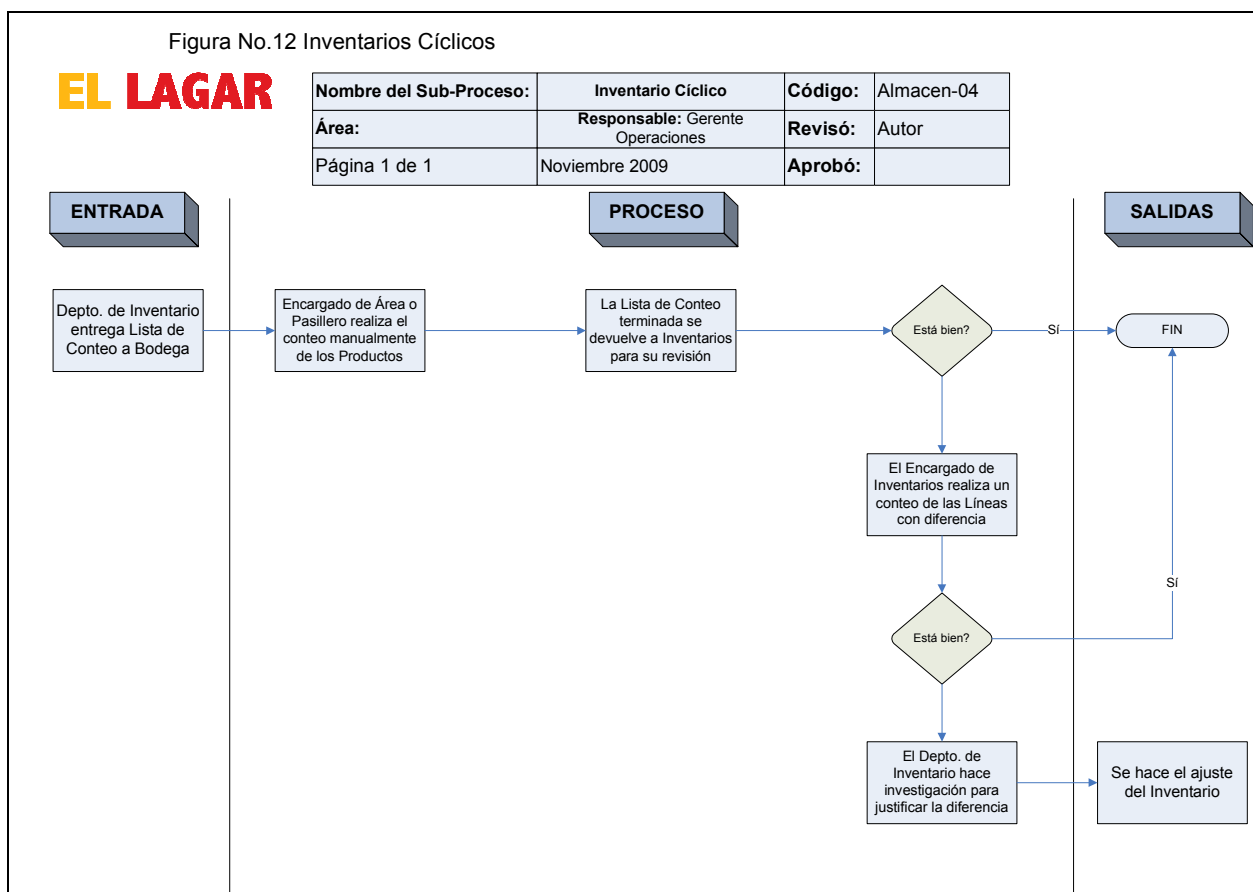 Figura No.12 Inventarios Cíclicos
EL LAGAR
Nombre del Sub-Proceso:
Inventario Cíclico
Código:
Almacen-04
Área:
Responsable: Gerente
Operaciones
Revisó:
Autor
Página 1 de 1
Noviembre 2009
Aprobó:
ENTRADA
PROCESO
SALIDAS
Depto. de Inventario
entrega Lista de
Conteo a Bodega
Encargado de Área o
Pasillero realiza el
conteo manualmente
de los Productos
La Lista de Conteo
terminada se
devuelve a Inventarios
para su revisión
Está bien?
Sí
FIN
El Encargado de
Inventarios realiza un
conteo de las Líneas
con diferencia
Sí
Está bien?
El Depto. de
Inventario hace
investigación para
justificar la diferencia
Se hace el ajuste
del Inventario